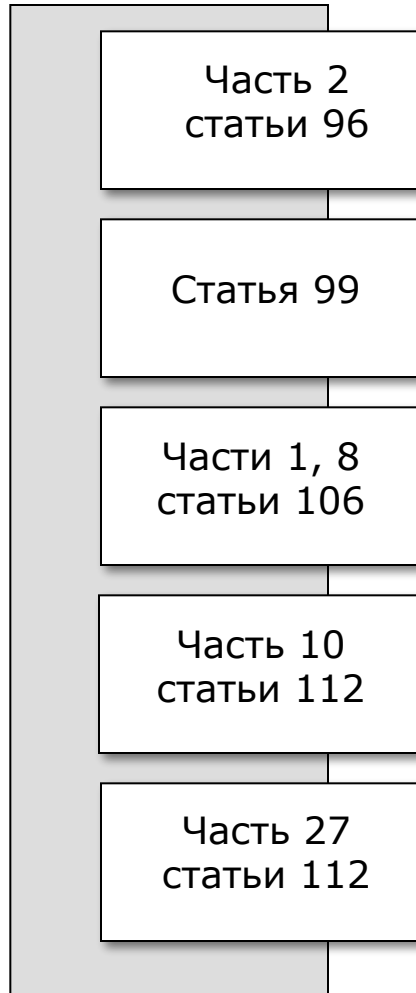 Часть 2
статьи 96
Статья 99
Части 1, 8
статьи 106
Часть 10
статьи 112
Часть 27
статьи 112